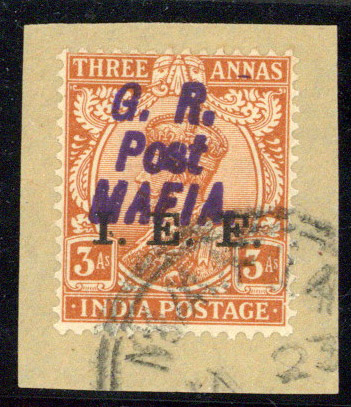 THREE ANNAS
G. R.
Post
MAFIA
I. E. F.
3As 3As
INDIA POSTAGE